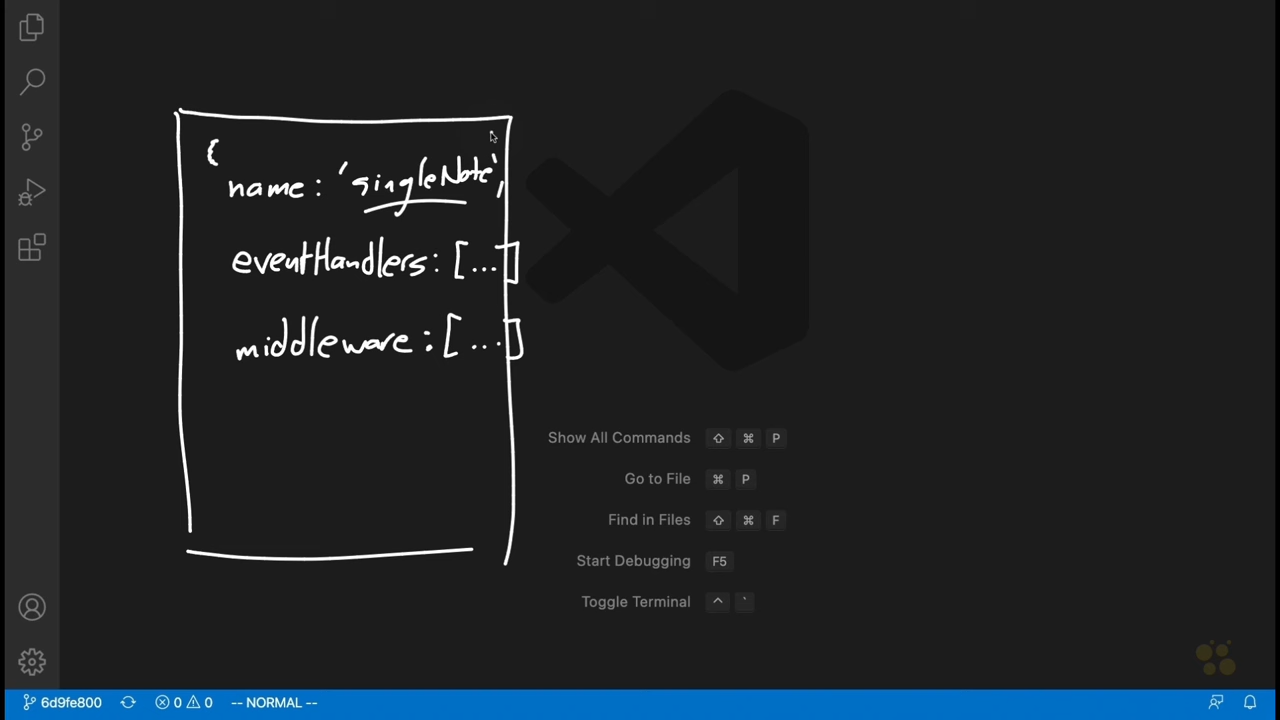 {
name: 'singleNote',
eventHandlers: [...]
middleware: [...]
Show All Commands ⇧ ⌘ P
Go to File ⌘ P
Find in Files ⇧ ⌘ F
Start Debugging F5
Toggle Terminal ^ `
6d9fe800 0 0 -- NORMAL --